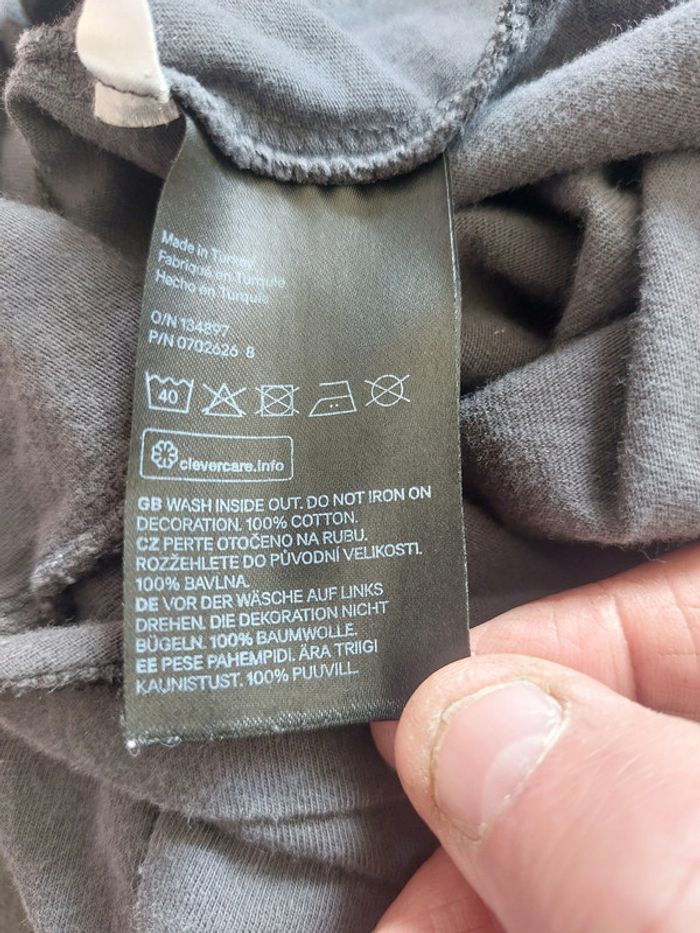 Made in Turkey
Fabriqué en Turquie
Hecho en Turquía
O/N 134897
P/N 0702626 8
40
clevercare.info
GB WASH INSIDE OUT. DO NOT IRON ON
DECORATION. 100% COTTON.
CZ PERTE OTOČENO NA RUBU.
ROZŽEHLETE DO PŮVODNÍ VELIKOSTI.
100% BAVLNA.
DE VOR DER WÄSCHE AUF LINKS
DREHEN. DIE DEKORATION NICHT
BÜGELN. 100% BAUMWOLLE.
EE PESE PAHEMPIDI. ÄRA TRIIGI
KAUNISTUST. 100% PUUVILL.